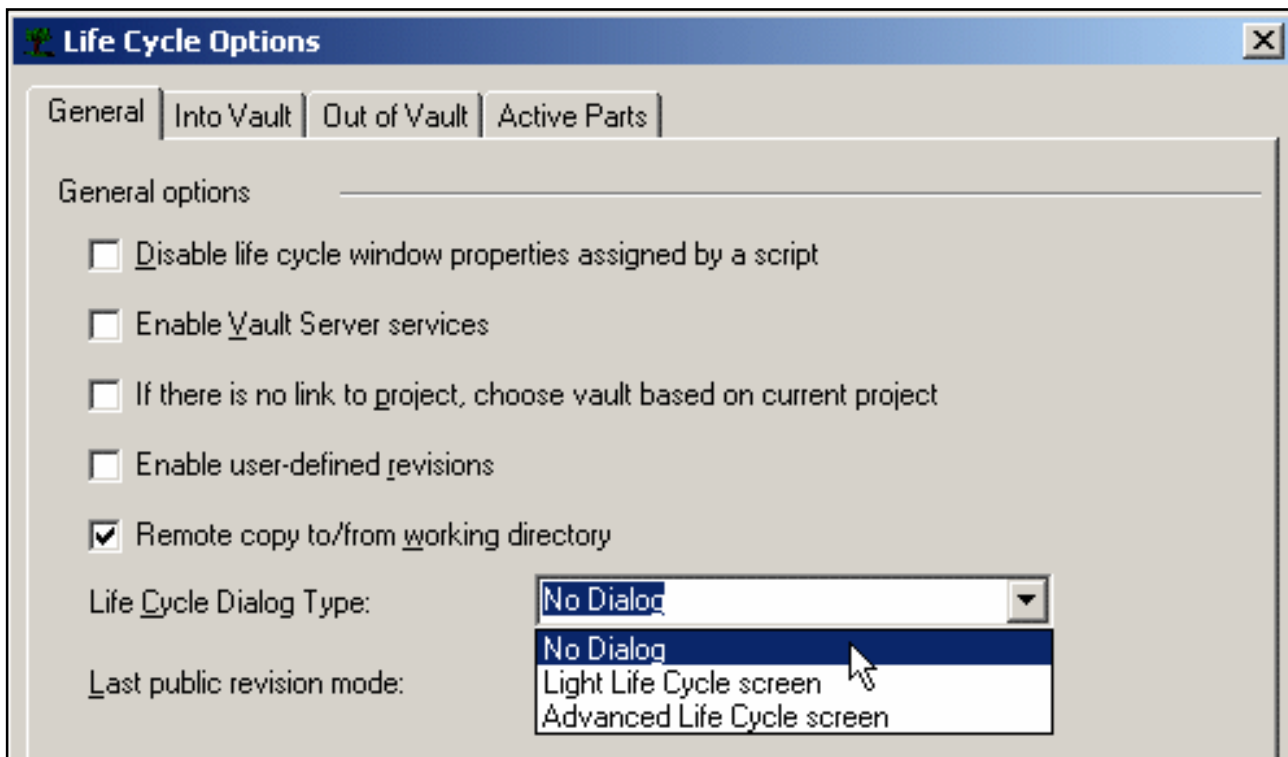 Life Cycle Options
General Into Vault Out of Vault Active Parts
General options
Disable life cycle window properties assigned by a script
Enable Vault Server services
If there is no link to project, choose vault based on current project
Enable user-defined revisions
Remote copy to/from working directory
Life Cycle Dialog Type: No Dialog
No Dialog
Last public revision mode: Light Life Cycle screen
Advanced Life Cycle screen